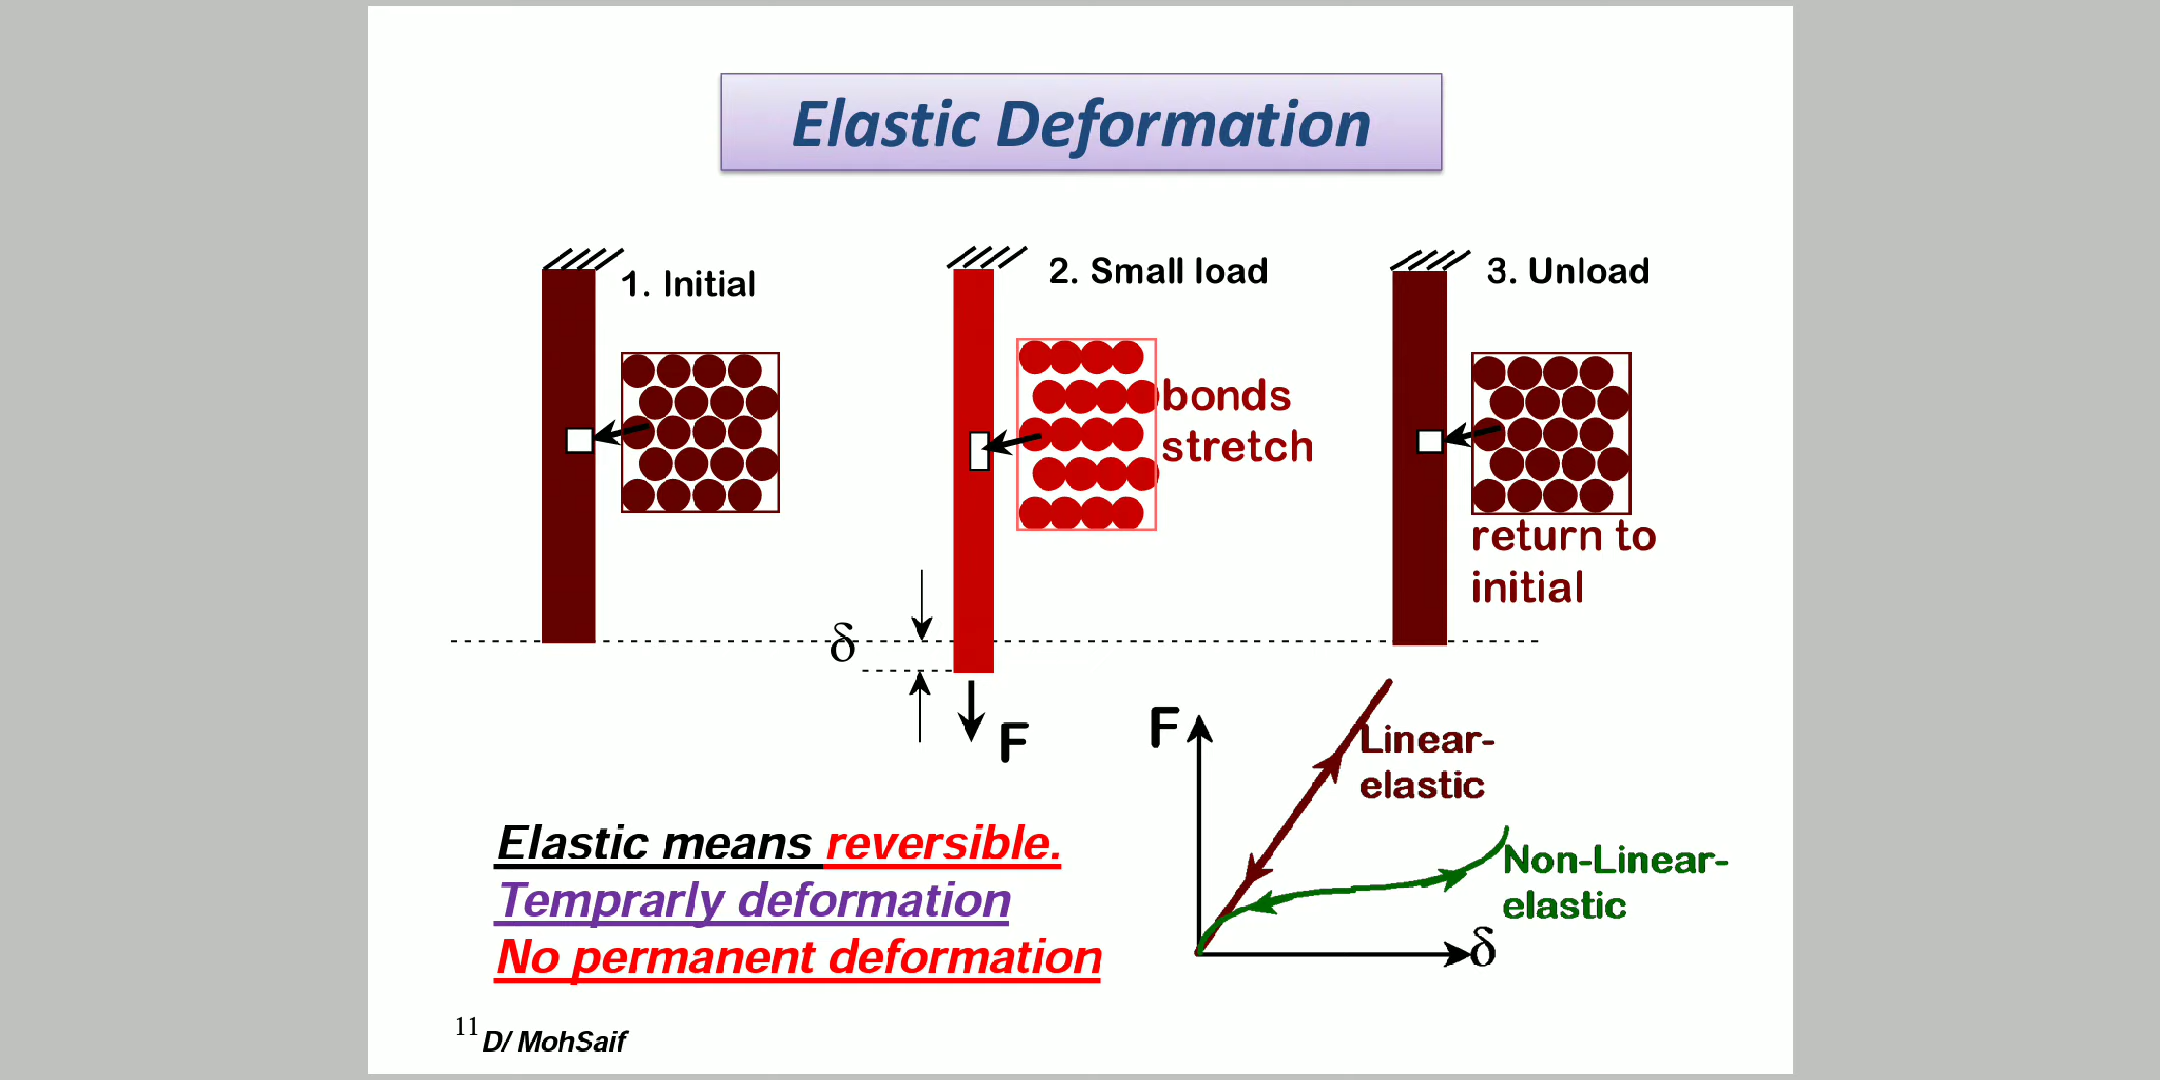 Elastic Deformation
1. Initial
2. Small load
3. Unload
bonds
stretch
return to
initial
δ
F
F
Linear-
elastic
Non-Linear-
elastic
δ
Elastic means reversible.
Temprarly deformation
No permanent deformation
11 D/ MohSaif